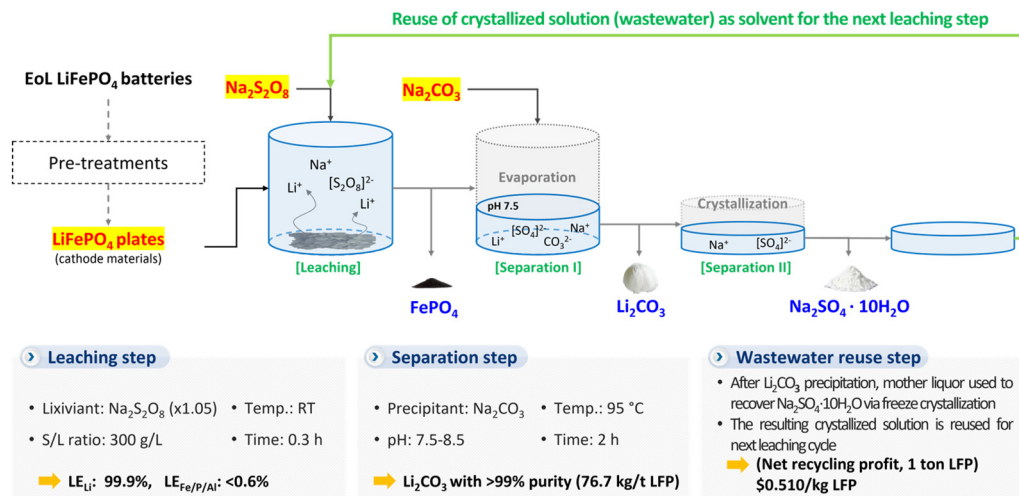 Reuse of crystallized solution (wastewater) as solvent for the next leaching step
EoL LiFePO₄ batteries
Na₂S₂O₈
Na₂CO₃
Pre-treatments
Na⁺
[S₂O₈]²⁻
Li⁺
Li⁺
Evaporation
pH 7.5
[SO₄]²⁻
Na⁺
Li⁺
CO₃²⁻
Crystallization
Na⁺
[SO₄]²⁻
LiFePO₄ plates
(cathode materials)
[Leaching]
[Separation I]
[Separation II]
FePO₄
Li₂CO₃
Na₂SO₄ · 10H₂O
Leaching step
• Lixiviant: Na₂S₂O₈ (x1.05)
• Temp.: RT
• S/L ratio: 300 g/L
• Time: 0.3 h
LE_Li: 99.9%, LE_Fe/P/Al: <0.6%
Separation step
• Precipitant: Na₂CO₃
• Temp.: 95 °C
• pH: 7.5-8.5
• Time: 2 h
Li₂CO₃ with >99% purity (76.7 kg/t LFP)
Wastewater reuse step
• After Li₂CO₃ precipitation, mother liquor used to
recover Na₂SO₄·10H₂O via freeze crystallization
• The resulting crystallized solution is reused for
next leaching cycle
(Net recycling profit, 1 ton LFP)
$0.510/kg LFP